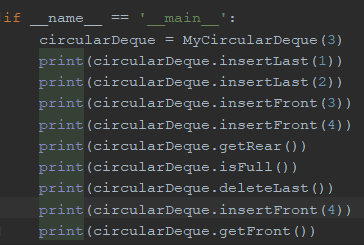 if __name__ == '__main__':
    circularDeque = MyCircularDeque(3)
    print(circularDeque.insertLast(1))
    print(circularDeque.insertLast(2))
    print(circularDeque.insertFront(3))
    print(circularDeque.insertFront(4))
    print(circularDeque.getRear())
    print(circularDeque.isFull())
    print(circularDeque.deleteLast())
    print(circularDeque.insertFront(4))
    print(circularDeque.getFront())